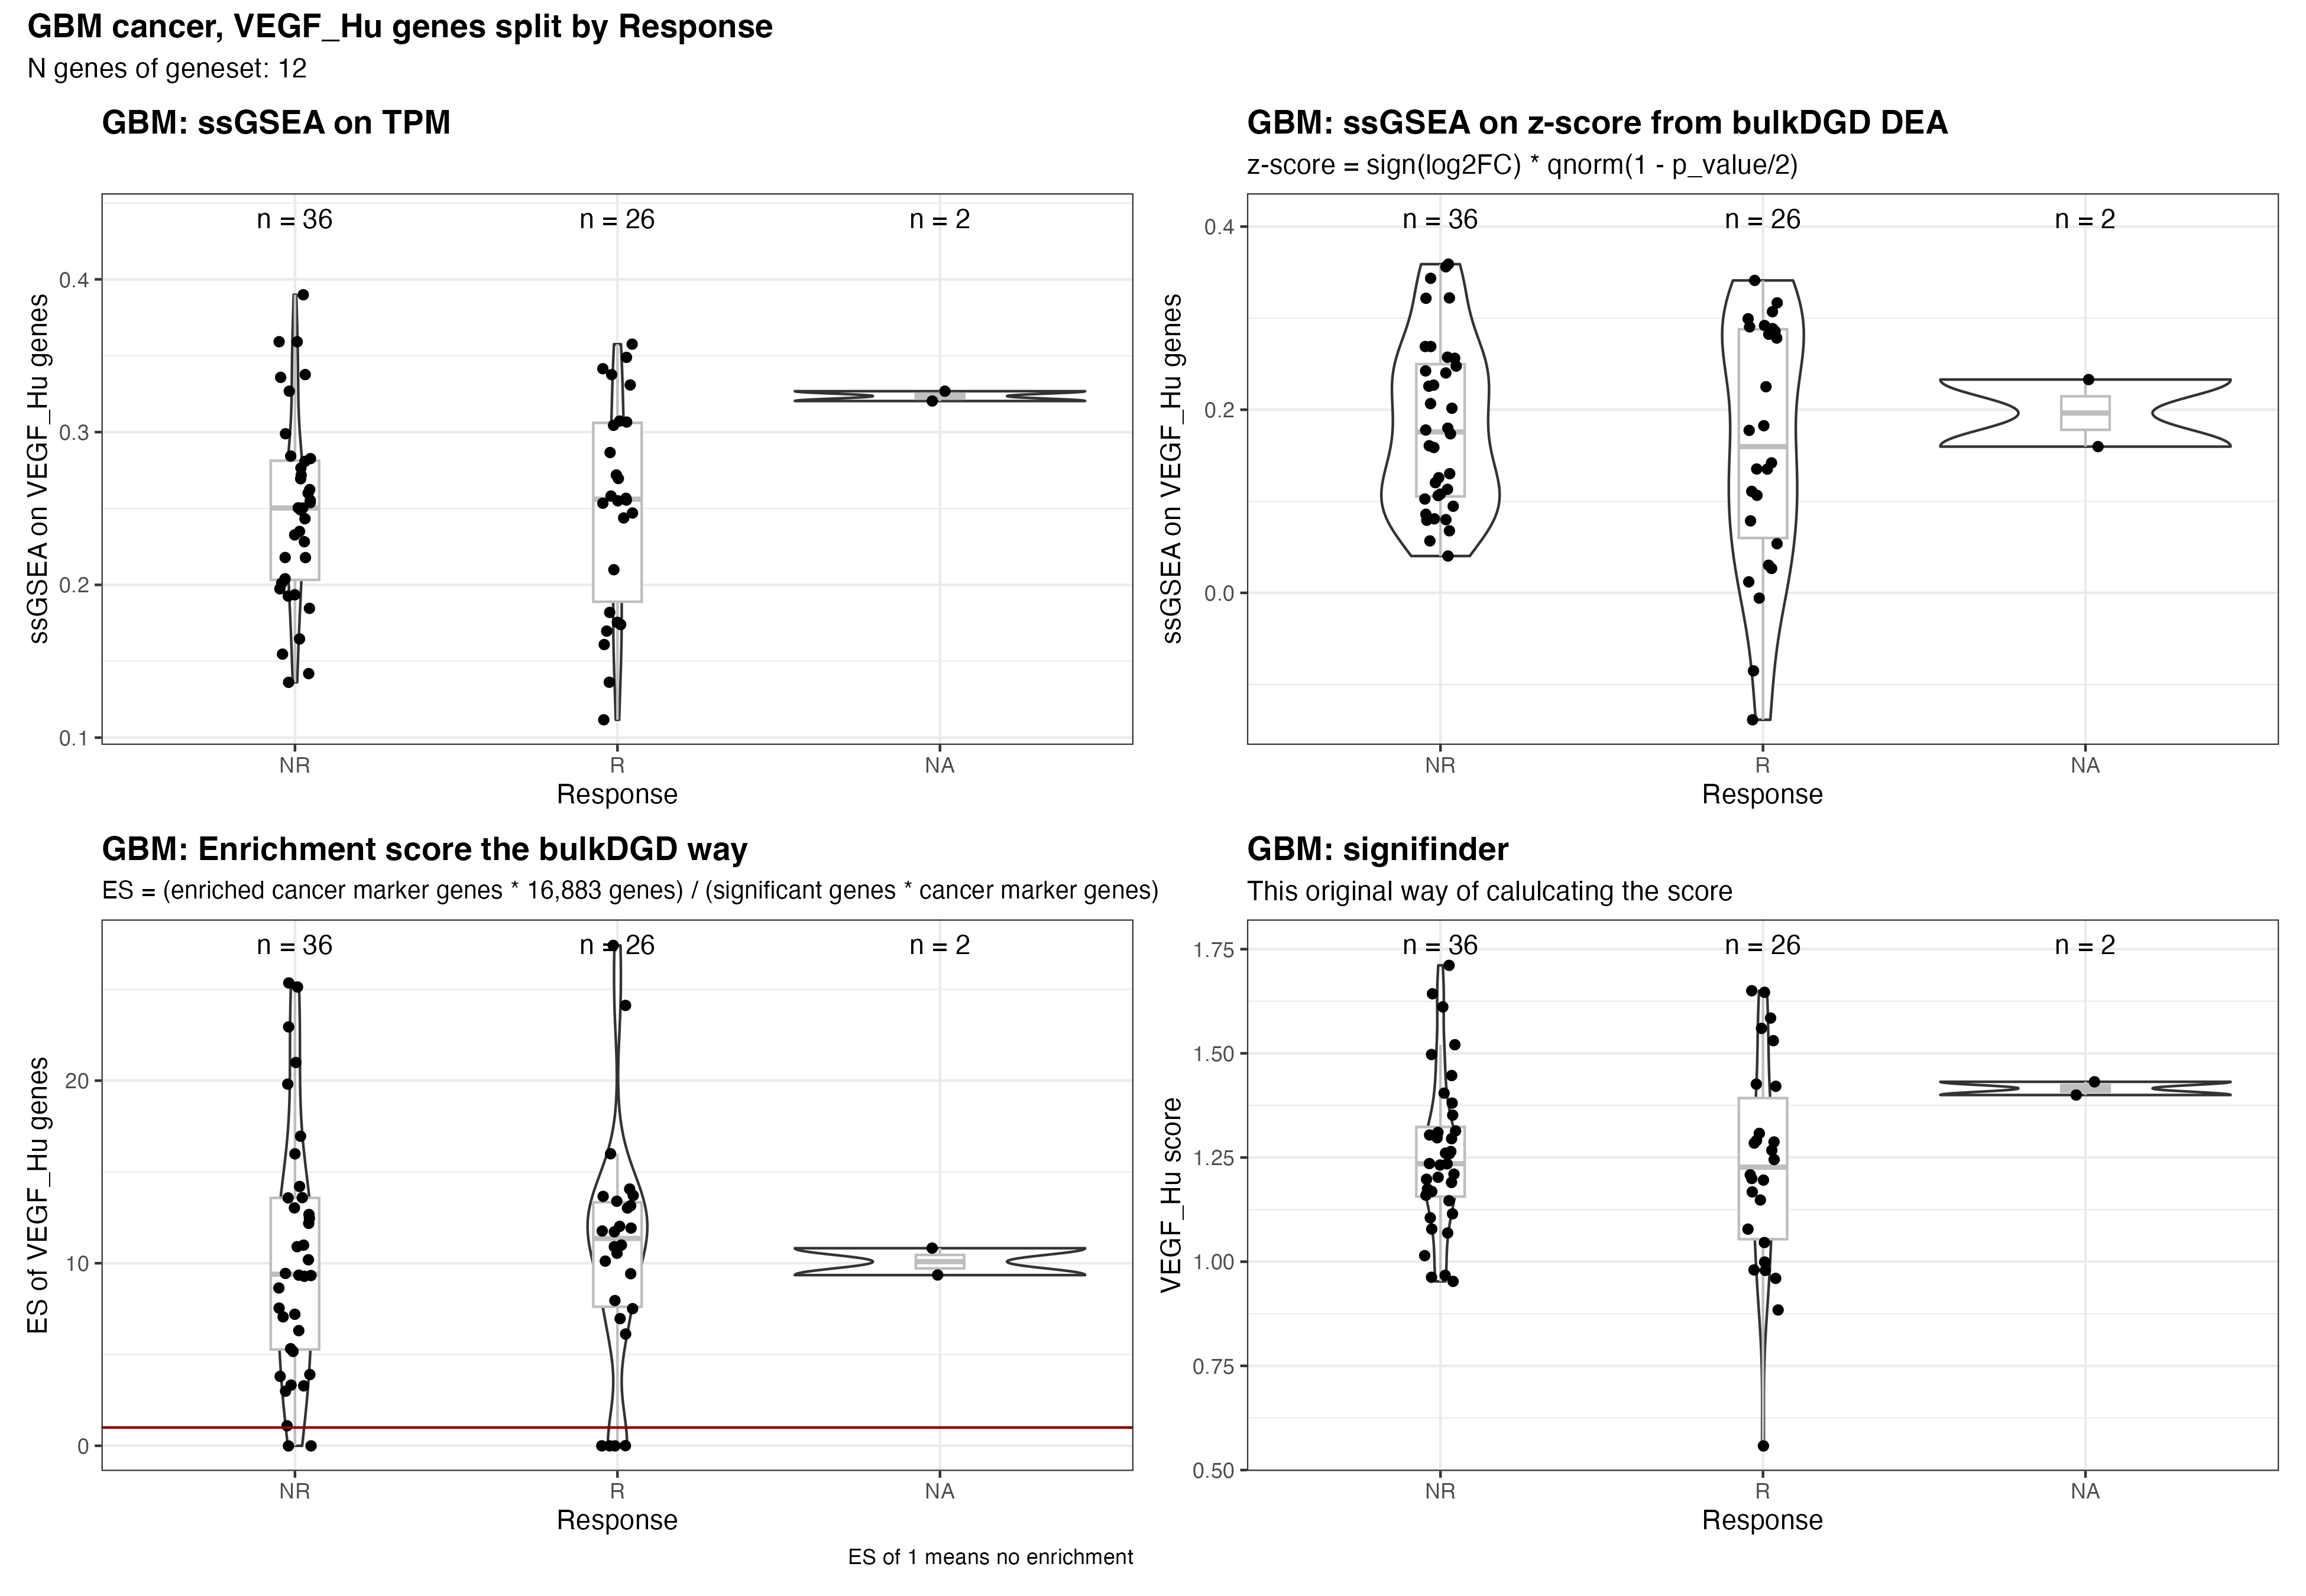 GBM cancer, VEGF_Hu genes split by Response
N genes of geneset: 12
GBM: ssGSEA on TPM
n = 36
n = 26
n = 2
0.4
0.3
0.2
0.1
ssGSEA on VEGF_Hu genes
NR
R
NA
Response
GBM: ssGSEA on z-score from bulkDGD DEA
z-score = sign(log2FC) * qnorm(1 - p_value/2)
n = 36
n = 26
n = 2
0.4
0.2
0.0
ssGSEA on VEGF_Hu genes
NR
R
NA
Response
GBM: Enrichment score the bulkDGD way
ES = (enriched cancer marker genes * 16,883 genes) / (significant genes * cancer marker genes)
n = 36
n = 26
n = 2
20
10
0
ES of VEGF_Hu genes
NR
R
NA
Response
ES of 1 means no enrichment
GBM: signifinder
This original way of calulcating the score
n = 36
n = 26
n = 2
1.75
1.50
1.25
1.00
0.75
0.50
VEGF_Hu score
NR
R
NA
Response